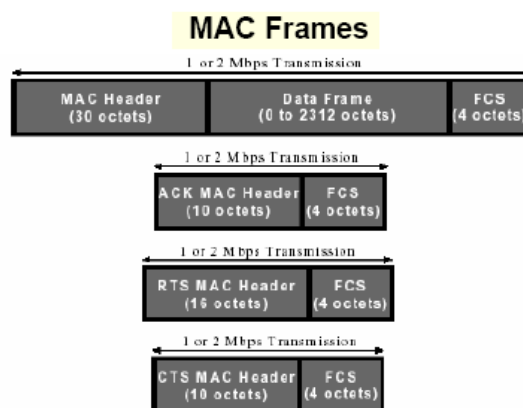 MAC Frames
1 or 2 Mbps Transmission
MAC Header Data Frame FCS
(30 octets) (0 to 2312 octets) (4 octets)
1 or 2 Mbps Transmission
ACK MAC Header FCS
(10 octets) (4 octets)
1 or 2 Mbps Transmission
RTS MAC Header FCS
(16 octets) (4 octets)
1 or 2 Mbps Transmission
CTS MAC Header FCS
(10 octets) (4 octets)